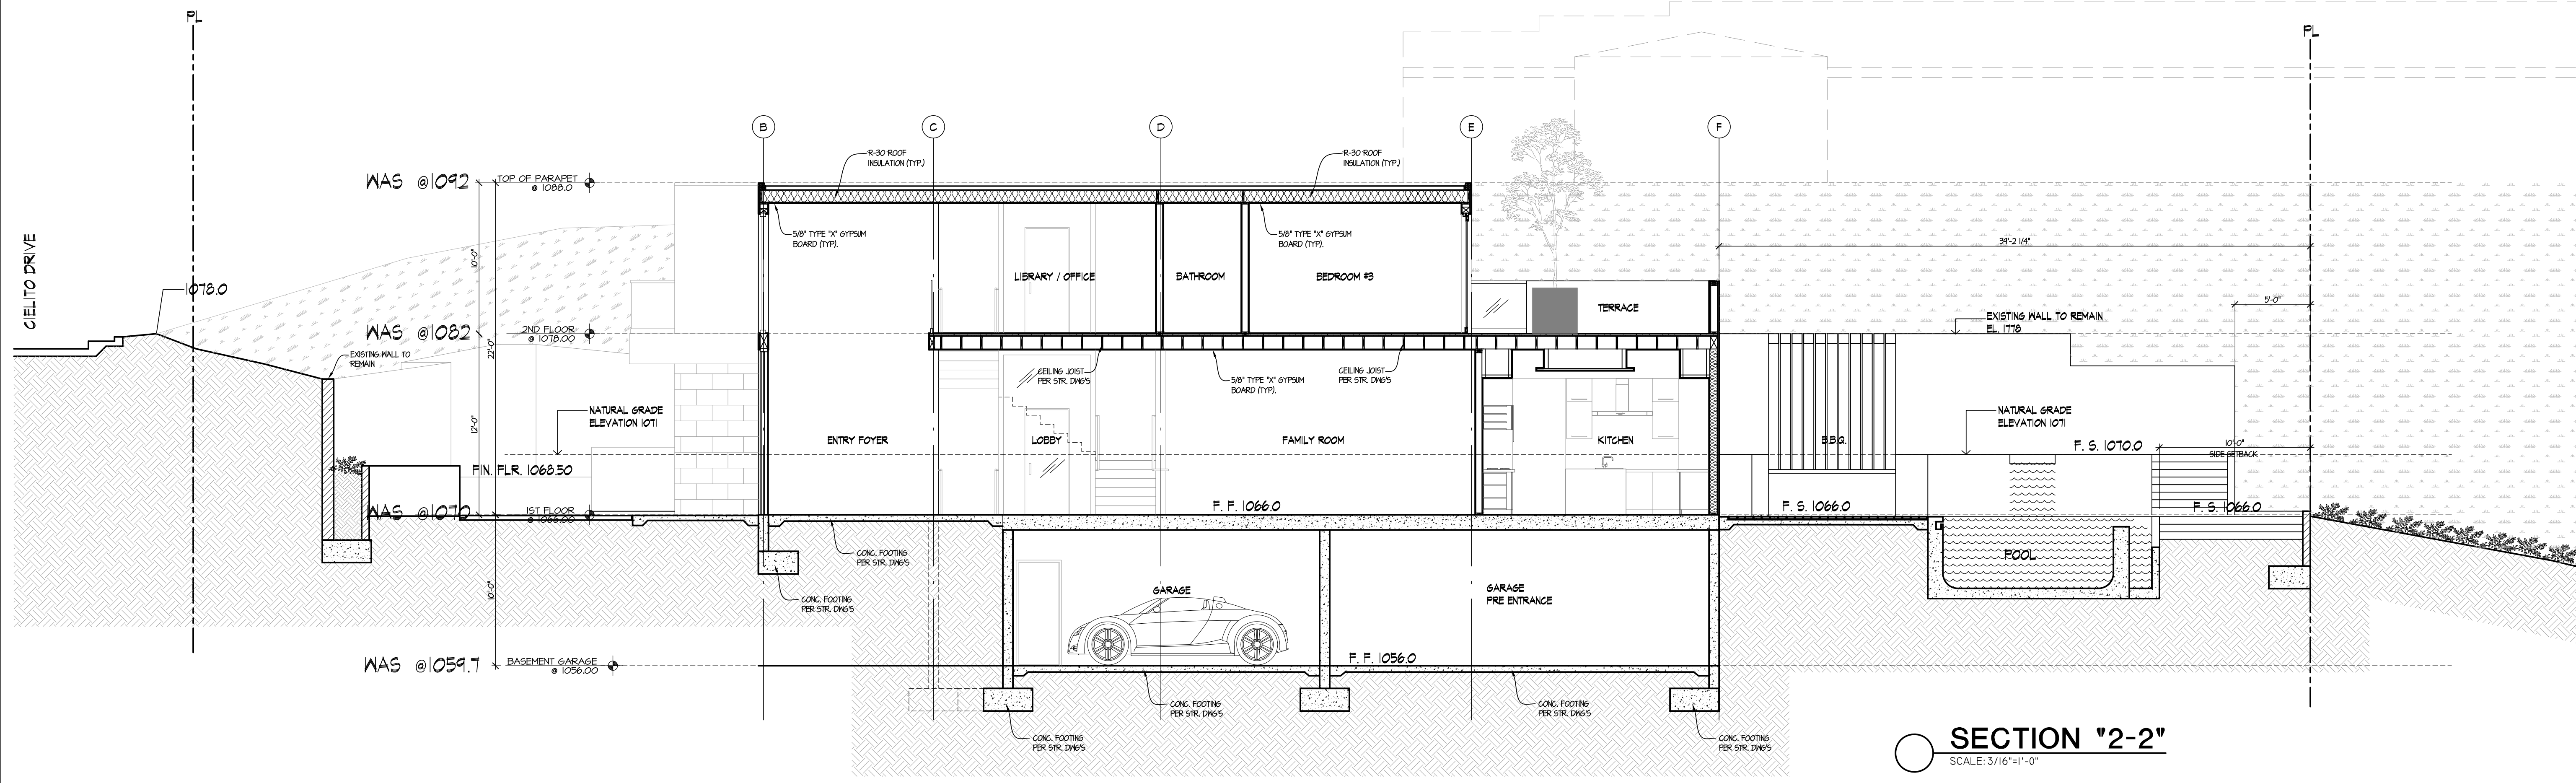 PL
PL
B
C
D
E
F
R-30 ROOF
INSULATION (TYP.)
R-30 ROOF
INSULATION (TYP.)
WAS @1092
TOP OF PARAPET
@ 1088.0
5/8" TYPE "X" GYPSUM
BOARD (TYP).
5/8" TYPE "X" GYPSUM
BOARD (TYP).
39'-2 1/4"
CIELITO DRIVE
10'-0"
LIBRARY / OFFICE
BATHROOM
BEDROOM #3
1078.0
TERRACE
5'-0"
EXISTING WALL TO REMAIN
EL. 1778
WAS @1082
2ND FLOOR
@ 1078.00
22'-0"
EXISTING WALL TO
REMAIN
CEILING JOIST
PER STR. DWG'S
5/8" TYPE "X" GYPSUM
BOARD (TYP).
CEILING JOIST
PER STR. DWG'S
NATURAL GRADE
ELEVATION 1071
NATURAL GRADE
ELEVATION 1071
12'-0"
ENTRY FOYER
LOBBY
FAMILY ROOM
KITCHEN
B.B.Q.
F. S. 1070.0
10'-0"
SIDE SETBACK
FIN. FLR. 1068.50
WAS @1070
1ST FLOOR
@ 1066.00
F. F. 1066.0
F. S. 1066.0
F. S. 1066.0
CONC. FOOTING
PER STR. DWG'S
POOL
10'-0"
CONC. FOOTING
PER STR. DWG'S
GARAGE
GARAGE
PRE ENTRANCE
WAS @1059.7
BASEMENT GARAGE
@ 1056.00
F. F. 1056.0
CONC. FOOTING
PER STR. DWG'S
CONC. FOOTING
PER STR. DWG'S
CONC. FOOTING
PER STR. DWG'S
CONC. FOOTING
PER STR. DWG'S
SECTION "2-2"
SCALE: 3/16"=1'-0"